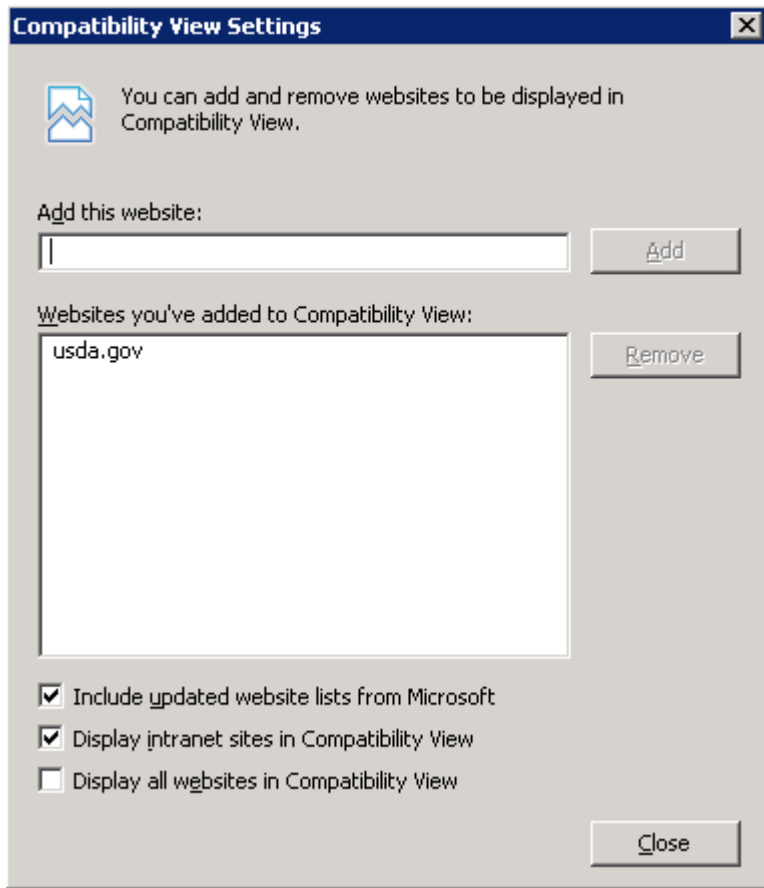 Compatibility View Settings
You can add and remove websites to be displayed in
Compatibility View.
Add this website:
Add
Websites you've added to Compatibility View:
usda.gov
Remove
Include updated website lists from Microsoft
Display intranet sites in Compatibility View
Display all websites in Compatibility View
Close